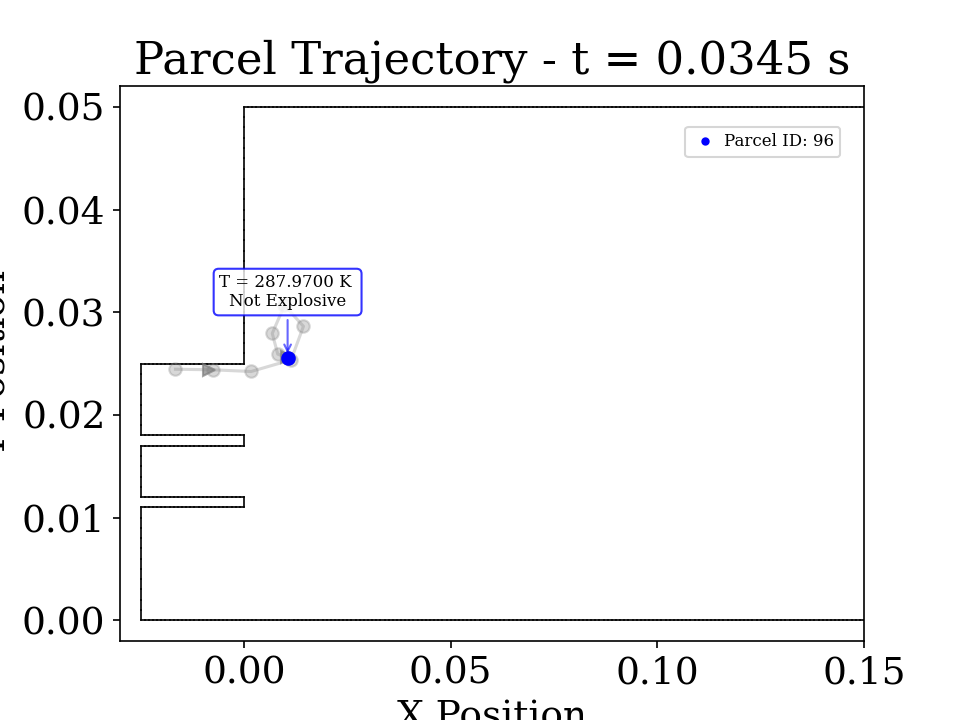 Parcel Trajectory - t = 0.0345 s
0.05
0.04
0.03
0.02
0.01
0.00
Parcel ID: 96
T = 287.9700 K
Not Explosive
0.00
0.05
0.10
0.15
X Position